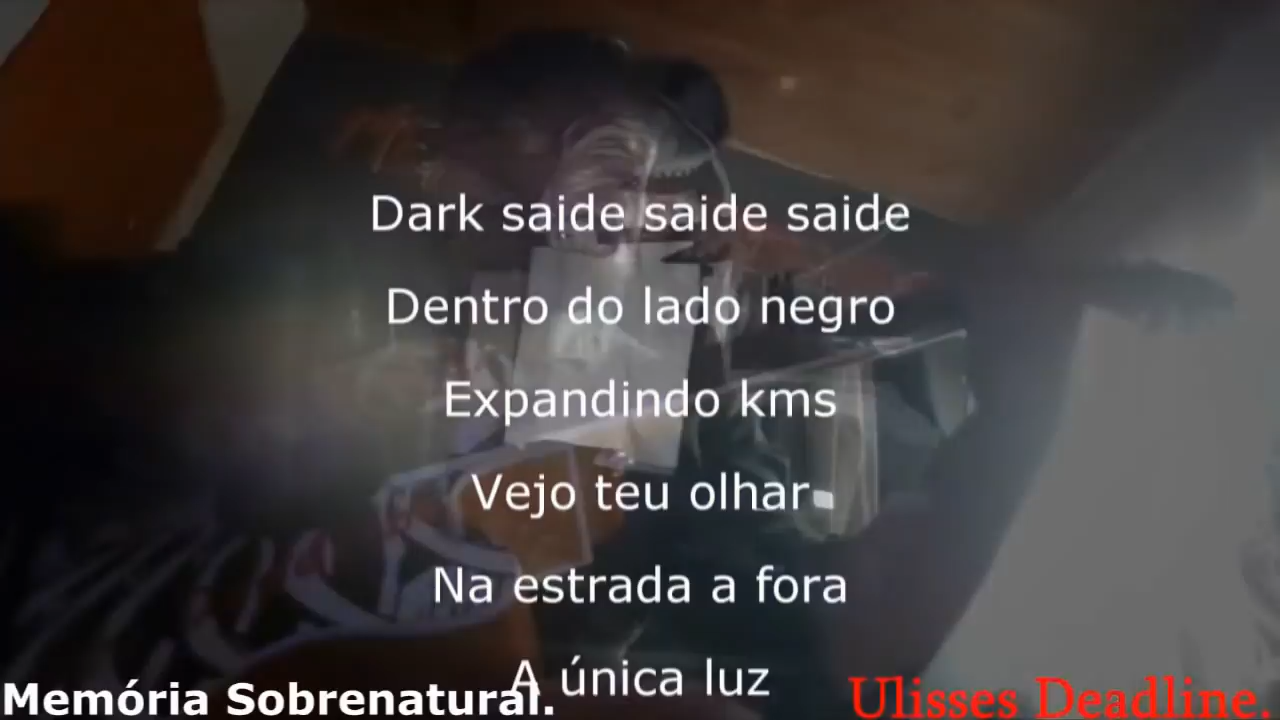 Dark saide saide saide
Dentro do lado negro
Expandindo kms
Vejo teu olhar
Na estrada a fora
A única luz
Memória Sobrenatural.
Ulisses Deadline.